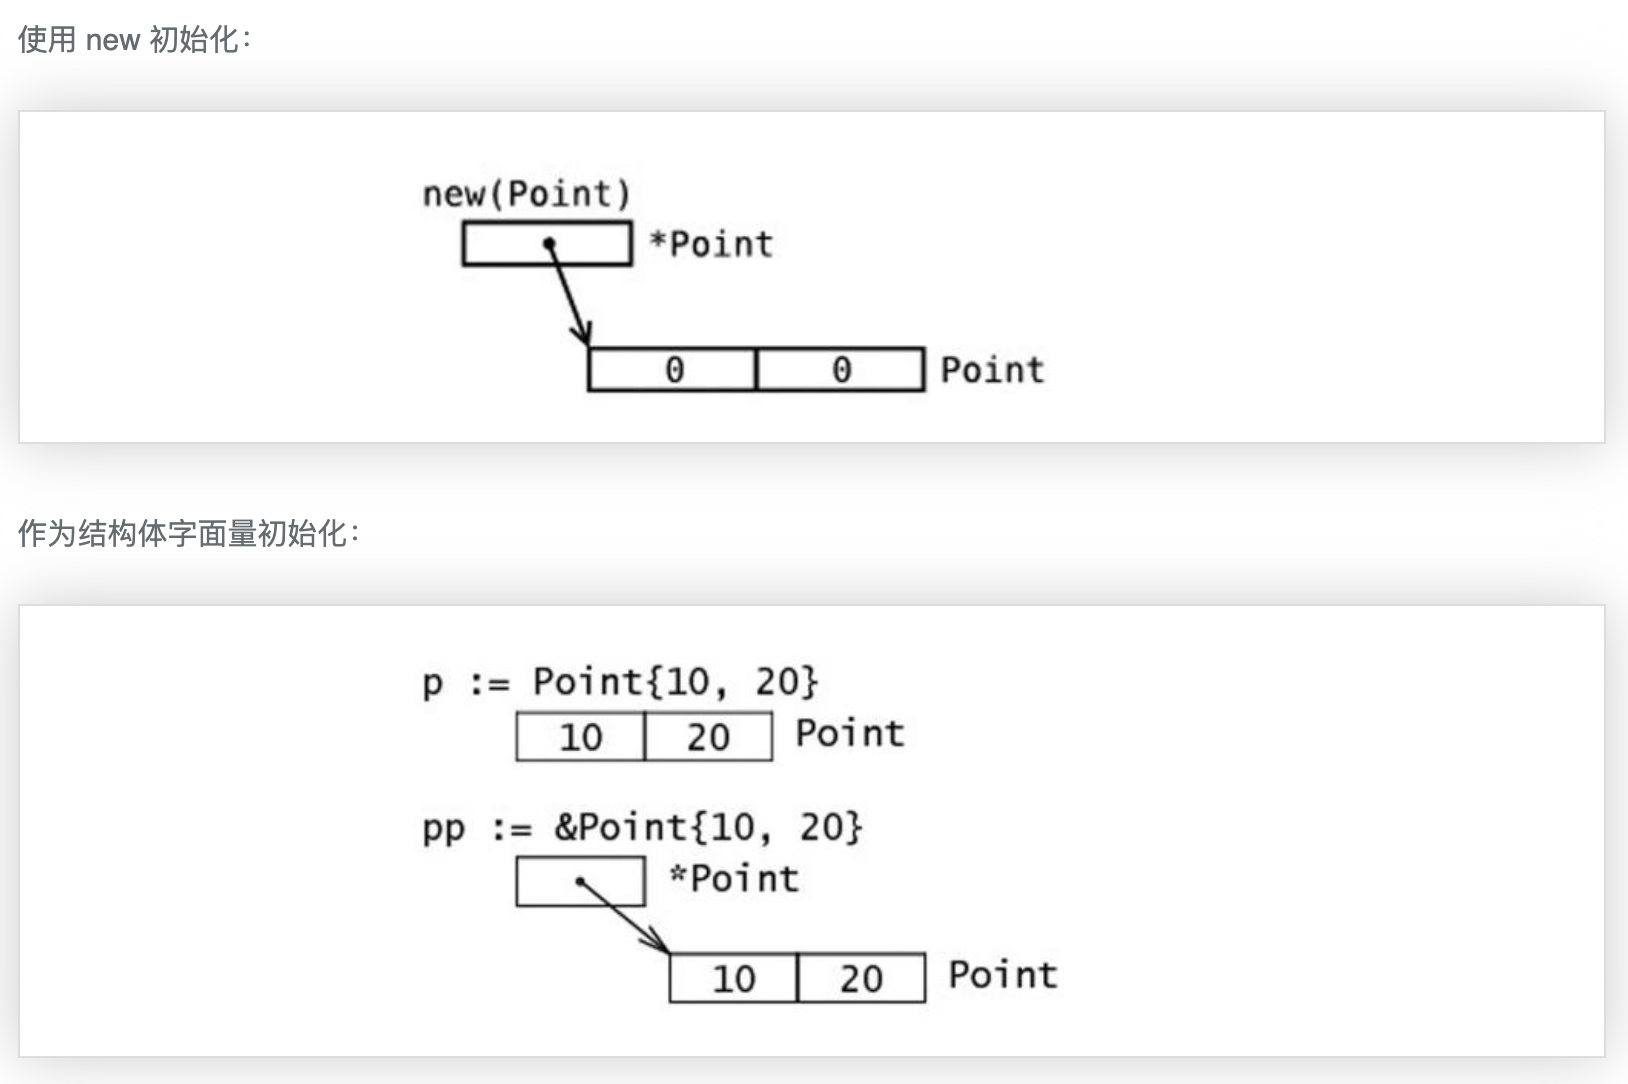 使用 new 初始化：
new(Point)
*Point
0 0 Point
作为结构体字面量初始化：
p := Point{10, 20}
10 20 Point
pp := &Point{10, 20}
*Point
10 20 Point